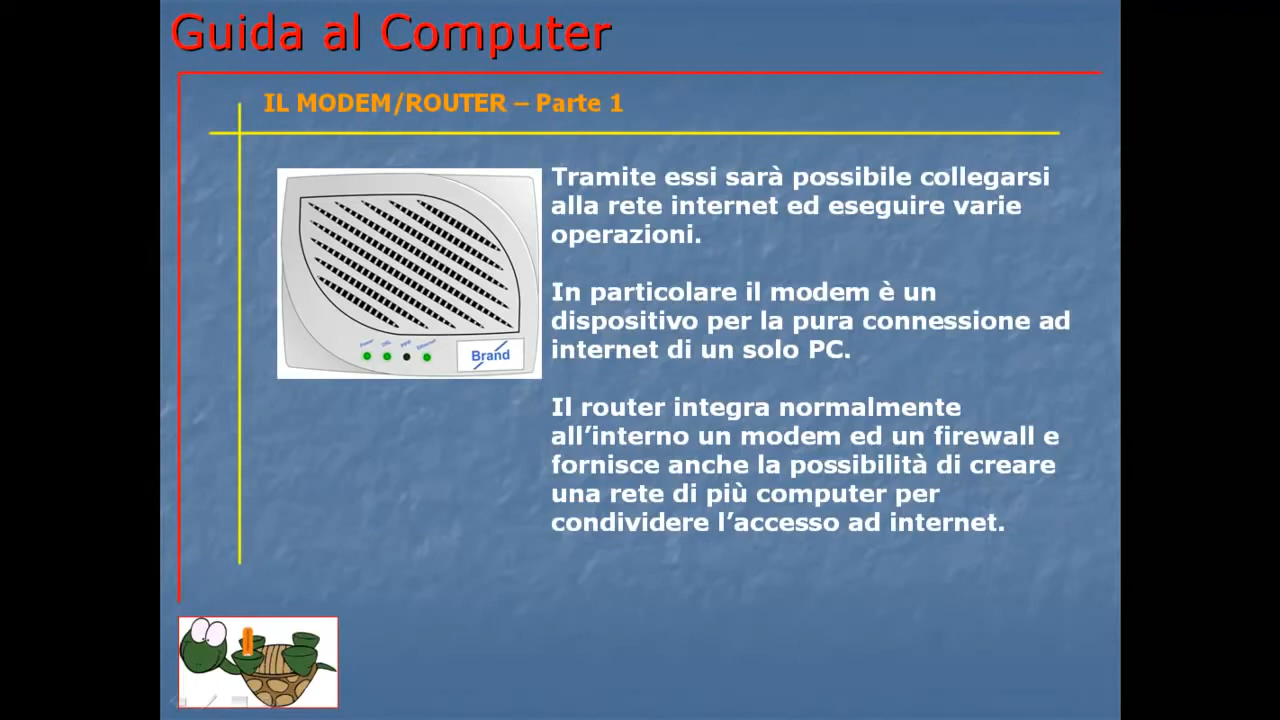 Guida al Computer
IL MODEM/ROUTER – Parte 1
Tramite essi sarà possibile collegarsi
alla rete internet ed eseguire varie
operazioni.
In particolare il modem è un
dispositivo per la pura connessione ad
internet di un solo PC.
Il router integra normalmente
all’interno un modem ed un firewall e
fornisce anche la possibilità di creare
una rete di più computer per
condividere l’accesso ad internet.
Brand